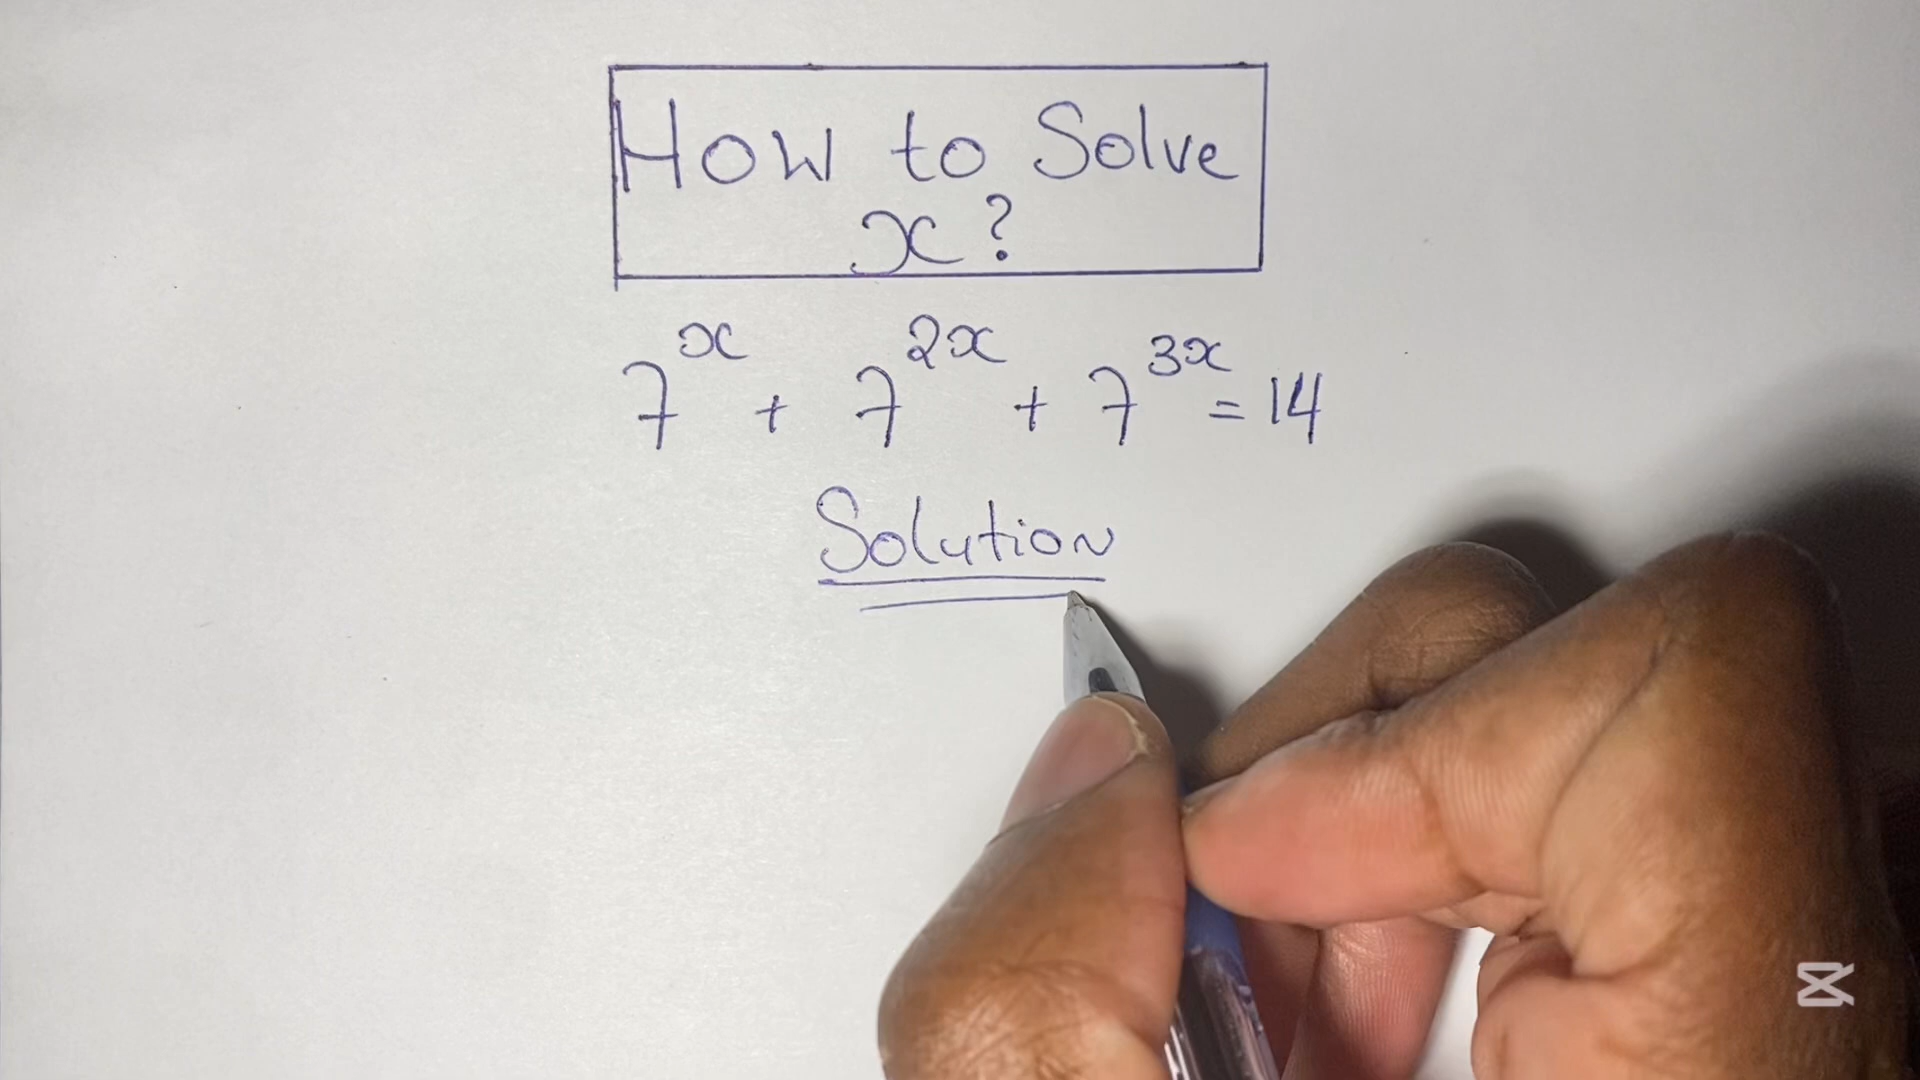 How to Solve
x?
7^x + 7^2x + 7^3x = 14
Solution